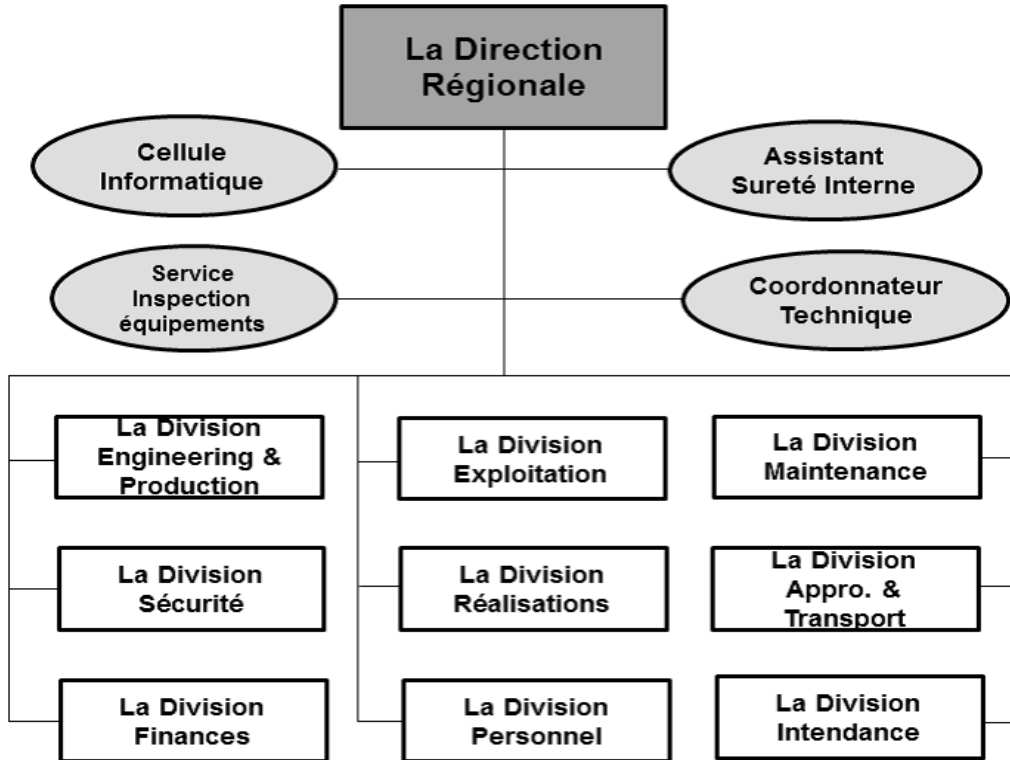 La Direction
Régionale
Cellule
Informatique
Assistant
Sureté Interne
Service
Inspection
équipements
Coordonnateur
Technique
La Division
Engineering &
Production
La Division
Exploitation
La Division
Maintenance
La Division
Sécurité
La Division
Réalisations
La Division
Appro. &
Transport
La Division
Finances
La Division
Personnel
La Division
Intendance